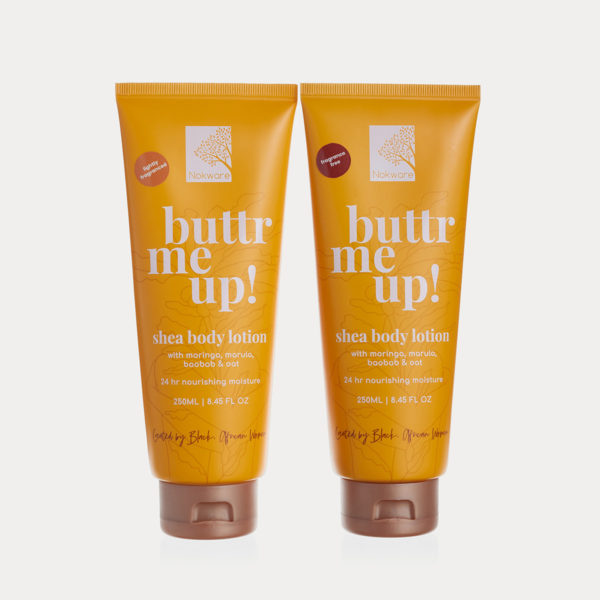 lightly
fragranced
Nokware
buttr
me
up!
shea body lotion
with moringa, marula,
baobab & oat
24 hr nourishing moisture
250ML | 8.45 FL OZ
Created by Black, African Women
fragrance
free
Nokware
buttr
me
up!
shea body lotion
with moringa, marula,
baobab & oat
24 hr nourishing moisture
250ML | 8.45 FL OZ
Created by Black, African Women